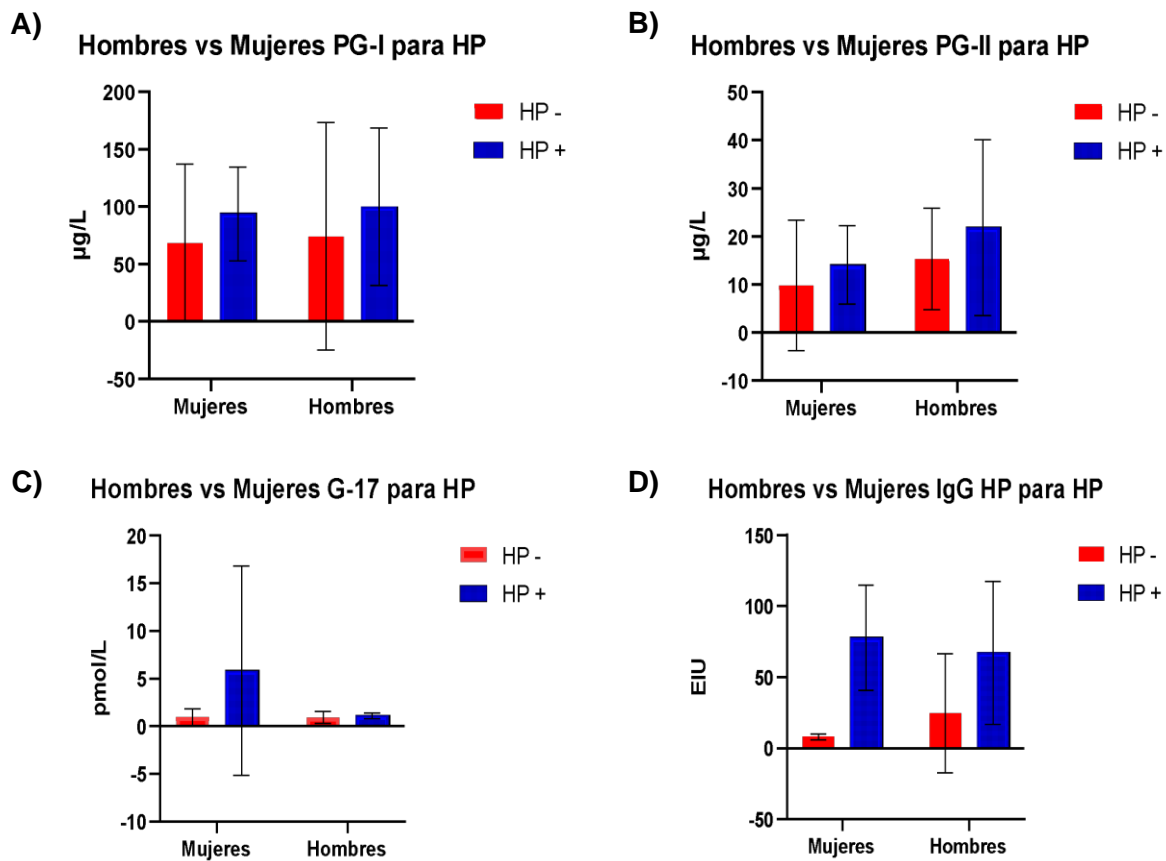 A)
Hombres vs Mujeres PG-I para HP
200
150
100
50
0
-50
µg/L
Mujeres
Hombres
HP -
HP +
B)
Hombres vs Mujeres PG-II para HP
50
40
30
20
10
0
-10
µg/L
Mujeres
Hombres
HP -
HP +
C)
Hombres vs Mujeres G-17 para HP
20
15
10
5
0
-5
-10
pmol/L
Mujeres
Hombres
HP -
HP +
D)
Hombres vs Mujeres IgG HP para HP
150
100
50
0
-50
EIU
Mujeres
Hombres
HP -
HP +